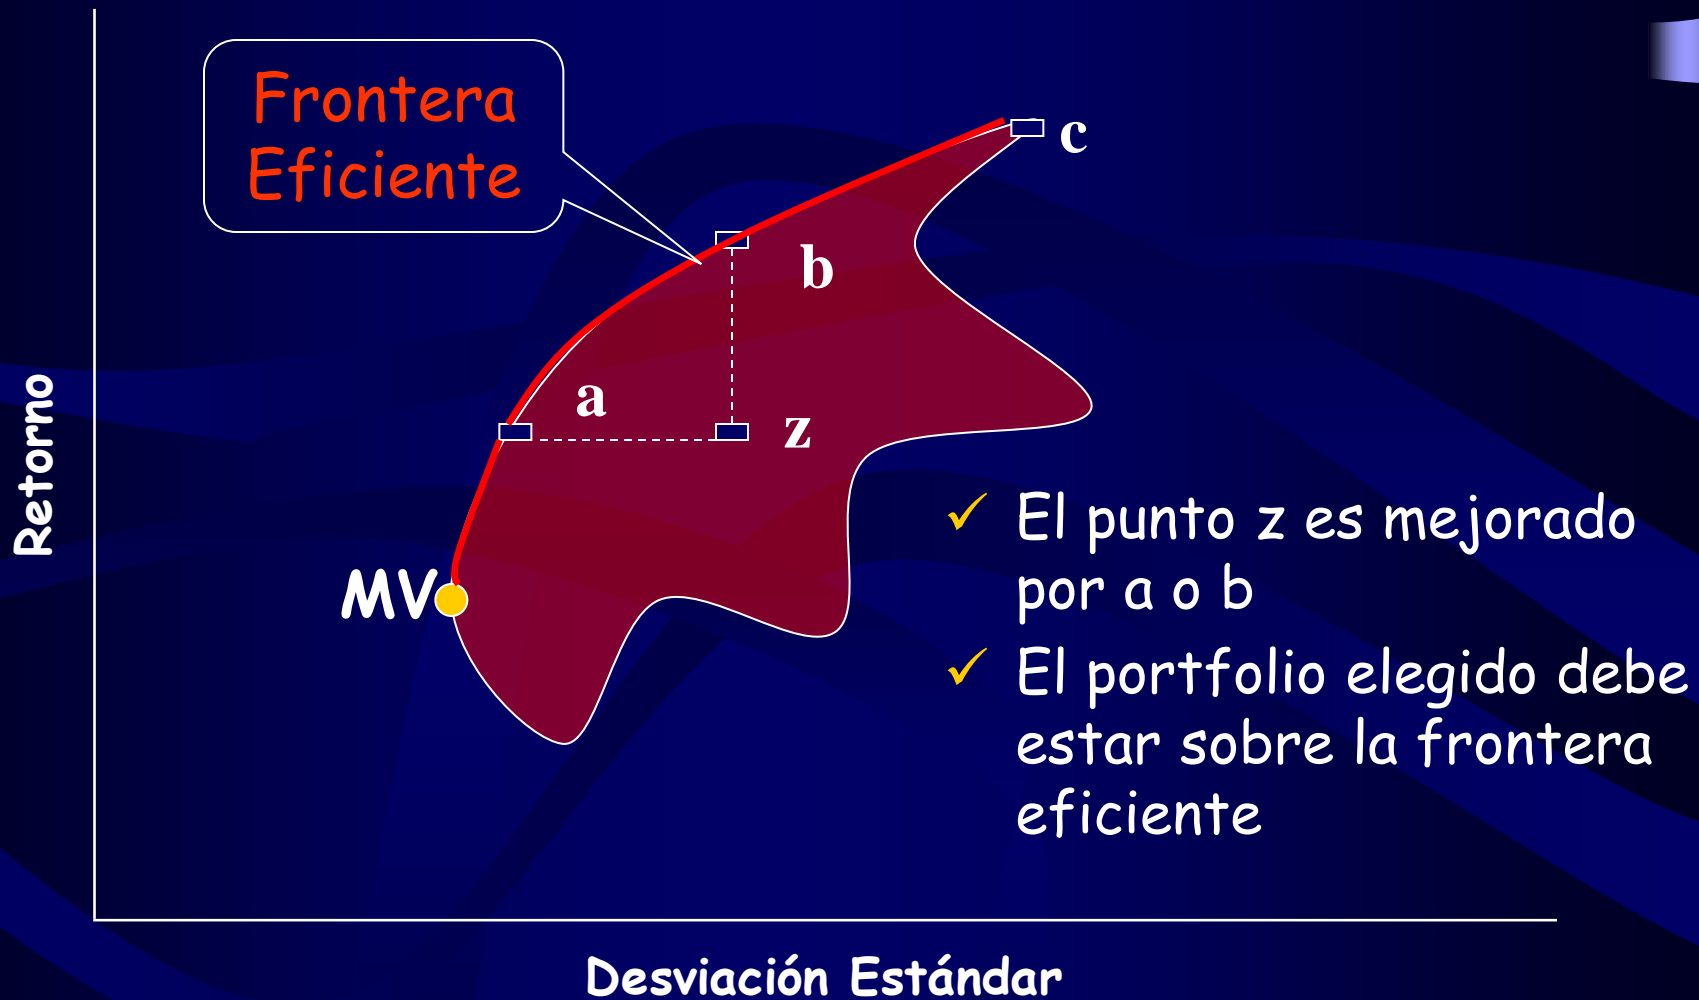 Frontera
Eficiente
c
b
a
z
Retorno
MV
El punto z es mejorado
por a o b
El portfolio elegido debe
estar sobre la frontera
eficiente
Desviación Estándar